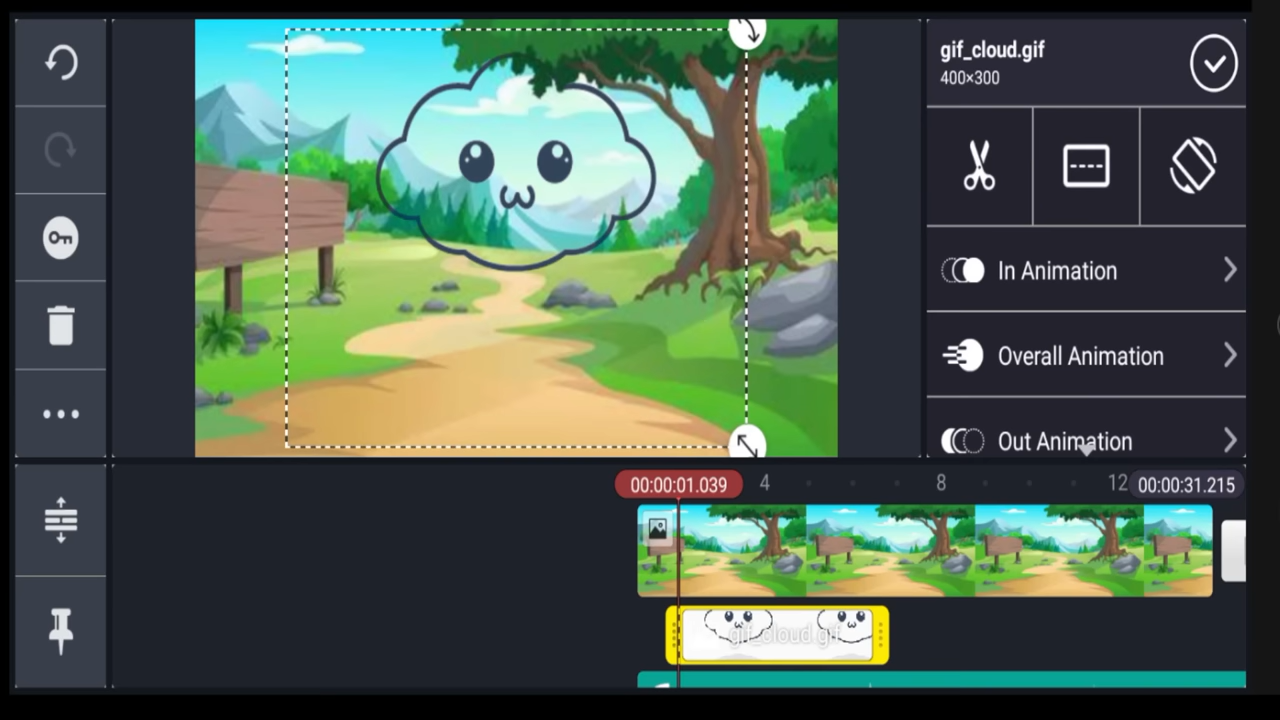 gif_cloud.gif
400×300
In Animation
Overall Animation
Out Animation
00:00:01.039 4 8 12 00:00:31.215
gif_cloud.gif